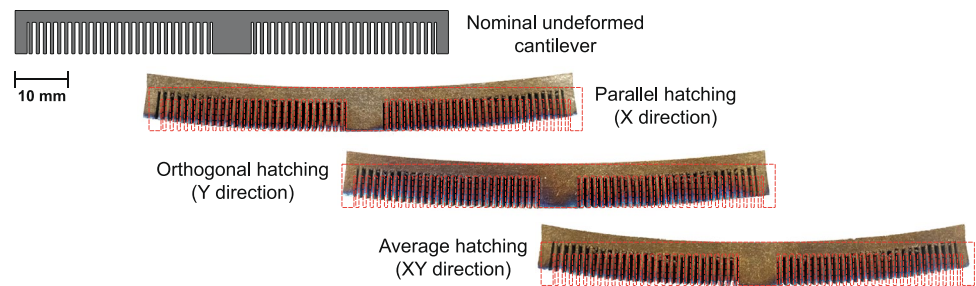 Nominal undeformed
cantilever
10 mm
Parallel hatching
(X direction)
Orthogonal hatching
(Y direction)
Average hatching
(XY direction)